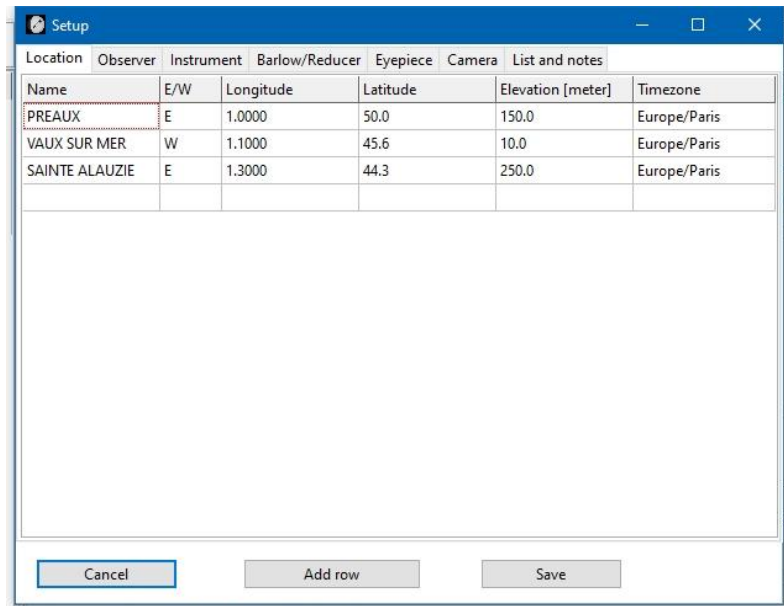 Setup
Location Observer Instrument Barlow/Reducer Eyepiece Camera List and notes
Name E/W Longitude Latitude Elevation [meter] Timezone
PREAUX E 1.0000 50.0 150.0 Europe/Paris
VAUX SUR MER W 1.1000 45.6 10.0 Europe/Paris
SAINTE ALAUZIE E 1.3000 44.3 250.0 Europe/Paris
Cancel Add row Save